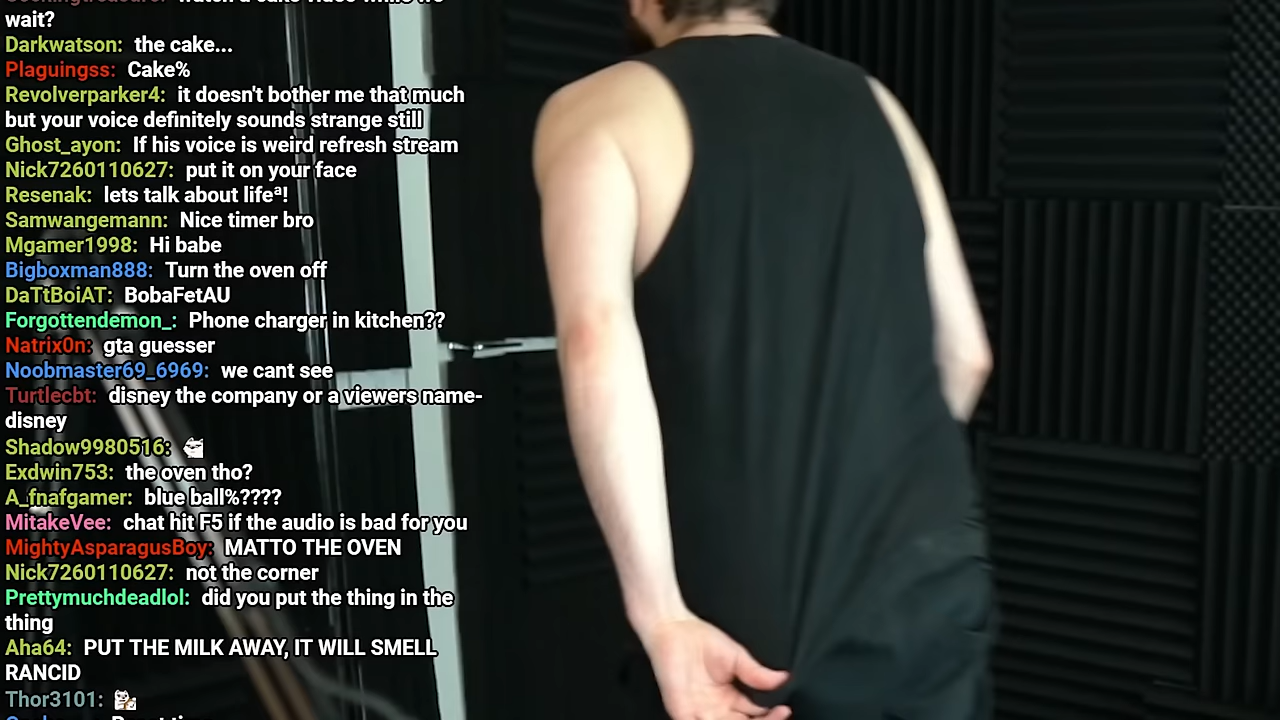 wait?
Darkwatson: the cake...
Plaguingss: Cake%
Revolverparker4: it doesn't bother me that much
but your voice definitely sounds strange still
Ghost_ayon: If his voice is weird refresh stream
Nick7260110627: put it on your face
Resenak: lets talk about lifeª!
Samwangemann: Nice timer bro
Mgamer1998: Hi babe
Bigboxman888: Turn the oven off
DaTtBoiAT: BobaFetAU
Forgottendemon_: Phone charger in kitchen??
Natrix0n: gta guesser
Noobmaster69_6969: we cant see
Turtlecbt: disney the company or a viewers name-
disney
Shadow9980516:
Exdwin753: the oven tho?
A_fnafgamer: blue ball%????
MitakeVee: chat hit F5 if the audio is bad for you
MightyAsparagusBoy: MATTO THE OVEN
Nick7260110627: not the corner
Prettymuchdeadlol: did you put the thing in the
thing
Aha64: PUT THE MILK AWAY, IT WILL SMELL
RANCID
Thor3101: